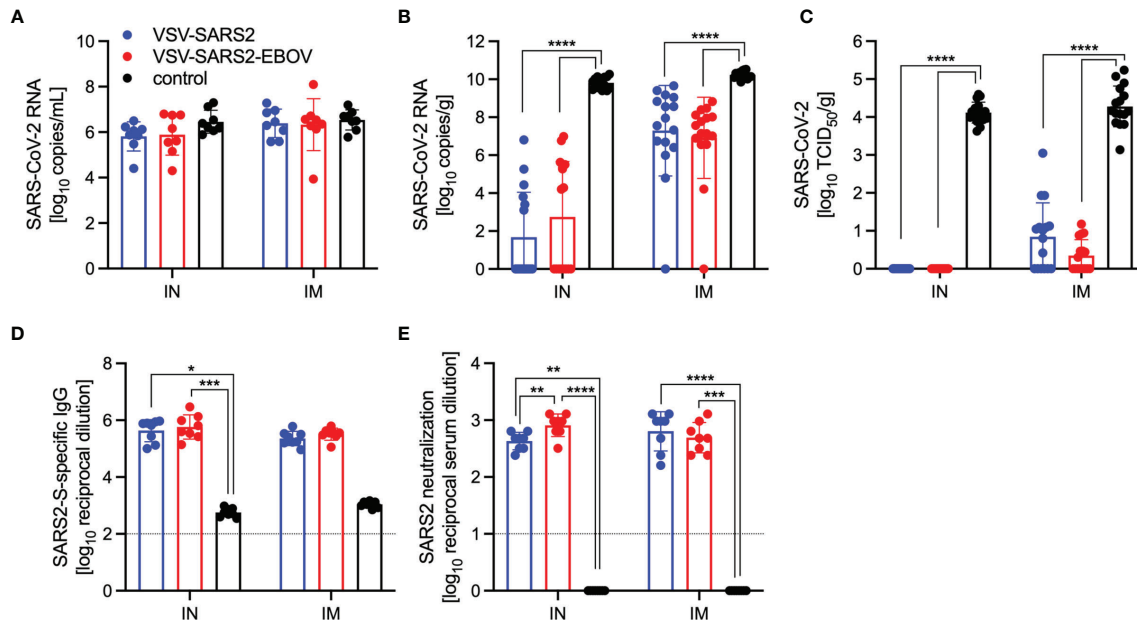 A
VSV-SARS2
VSV-SARS2-EBOV
control
SARS-CoV-2 RNA
[log10 copies/mL]
10
8
6
4
2
0
IN
IM
B
****
****
SARS-CoV-2 RNA
[log10 copies/g]
12
10
8
6
4
2
0
IN
IM
C
****
****
SARS-CoV-2
[log10 TCID50/g]
6
5
4
3
2
1
0
IN
IM
D
*
***
SARS2-S-specific IgG
[log10 reciprocal dilution]
8
6
4
2
0
IN
IM
E
**
**
****
****
***
SARS2 neutralization
[log10 reciprocal serum dilution]
4
3
2
1
0
IN
IM